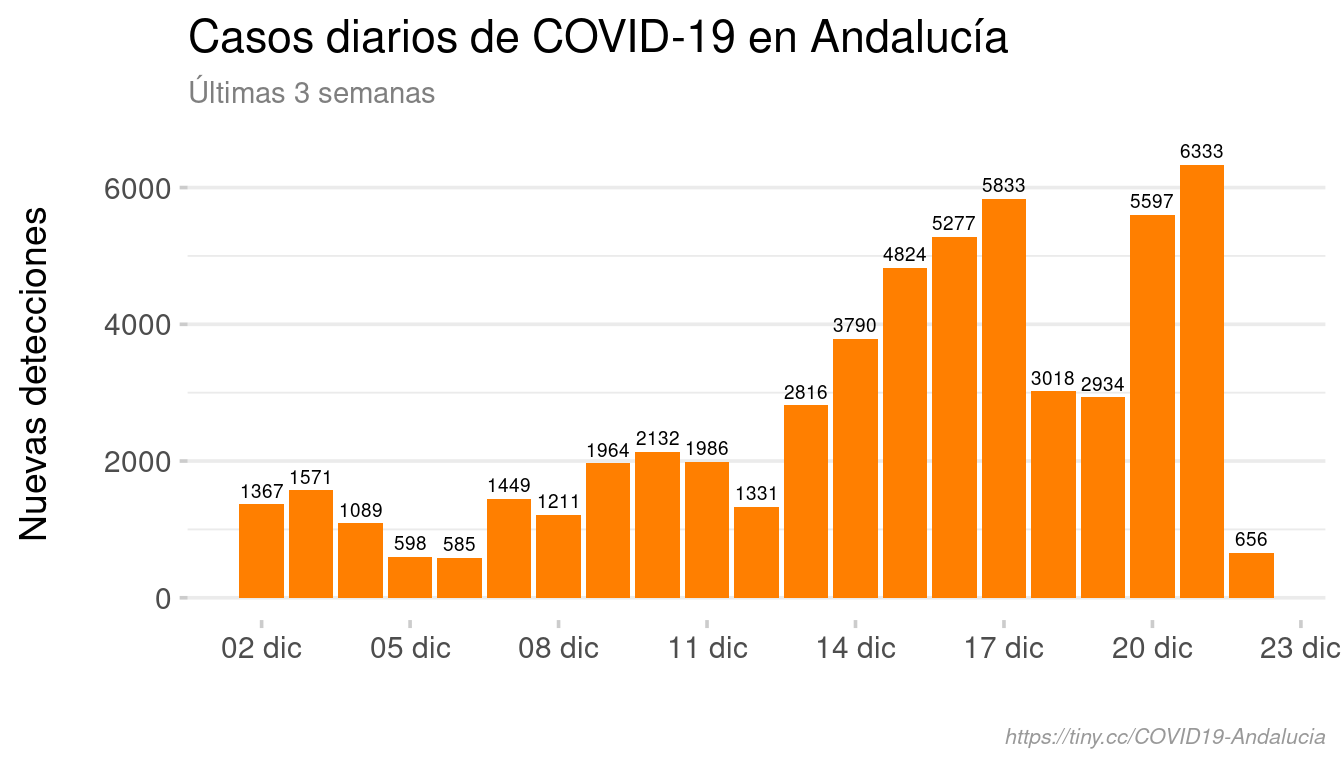 Casos diarios de COVID-19 en Andalucía
Últimas 3 semanas
Nuevas detecciones
6000
4000
2000
0
1367
1571
1089
598
585
1449
1211
1964
2132
1986
1331
2816
3790
4824
5277
5833
3018
2934
5597
6333
656
02 dic
05 dic
08 dic
11 dic
14 dic
17 dic
20 dic
23 dic
https://tiny.cc/COVID19-Andalucia